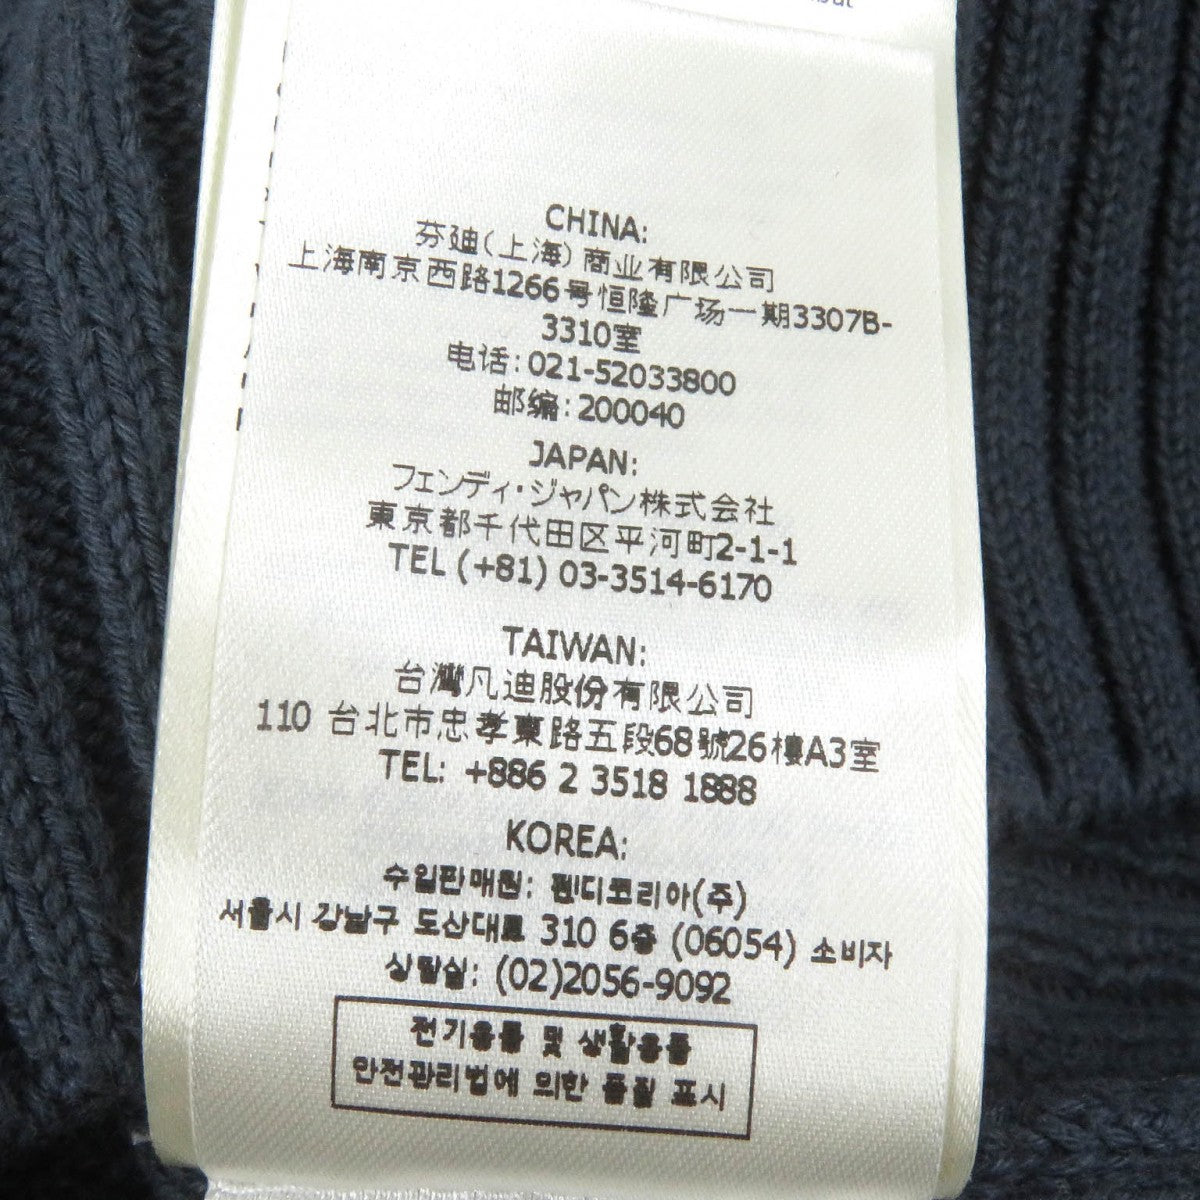 CHINA:
芬迪(上海)商业有限公司
上海南京西路1266号恒隆广场一期3307B-
3310室
电话:021-52033800
邮编:200040
JAPAN:
フェンディ・ジャパン株式会社
東京都千代田区平河町2-1-1
TEL (+81) 03-3514-6170
TAIWAN:
台灣凡迪股份有限公司
110 台北市忠孝東路五段68號26樓A3室
TEL: +886 2 3518 1888
KOREA:
수입판매원: 펜디코리아(주)
서울시 강남구 도산대로 310 6층 (06054) 소비자
상담실: (02)2056-9092
전기용품 및 생활용품
안전관리법에 의한 품질 표시